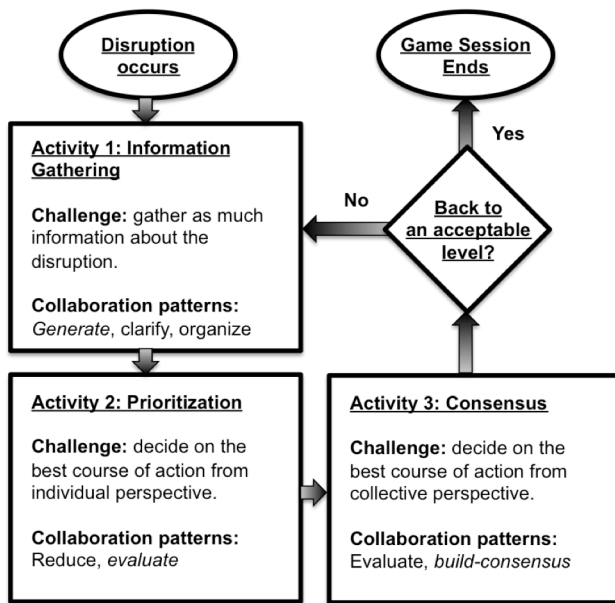 Disruption
occurs
Game Session
Ends
Activity 1: Information
Gathering
Challenge: gather as much
information about the
disruption.
Collaboration patterns:
Generate, clarify, organize
Yes
No
Back to
an acceptable
level?
Activity 2: Prioritization
Challenge: decide on the
best course of action from
individual perspective.
Collaboration patterns:
Reduce, evaluate
Activity 3: Consensus
Challenge: decide on the
best course of action from
collective perspective.
Collaboration patterns:
Evaluate, build-consensus